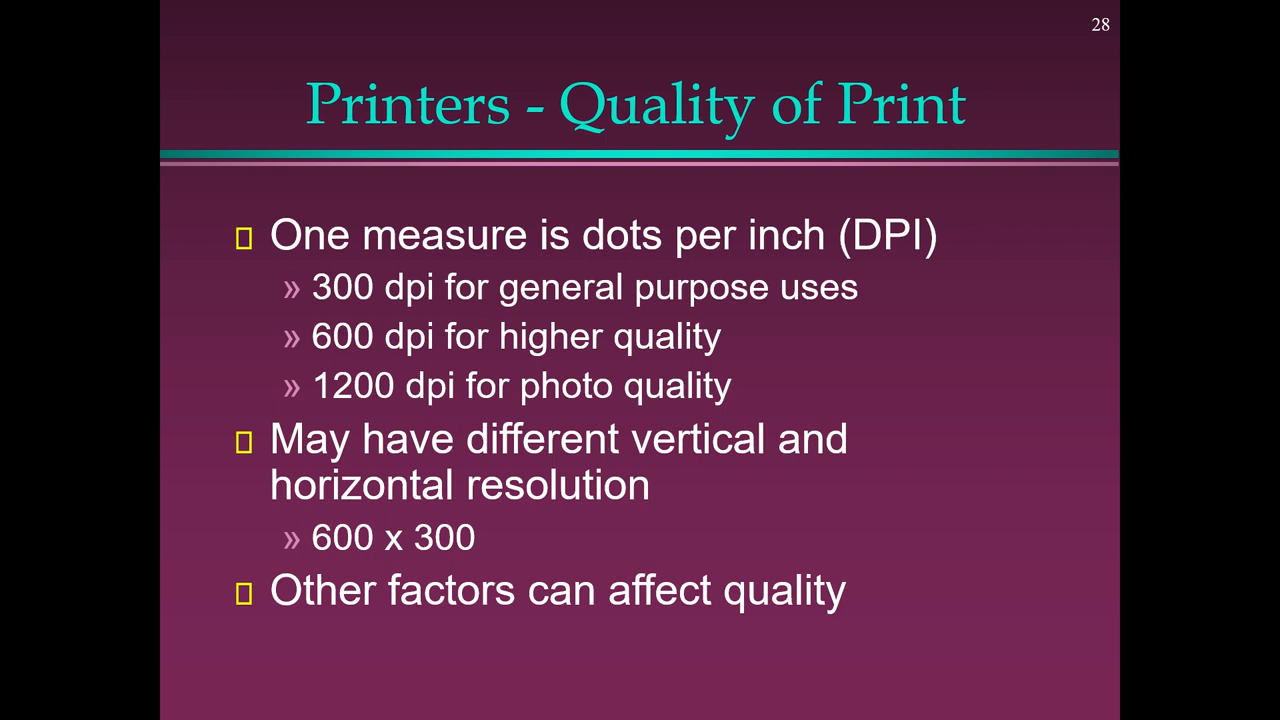 28
Printers - Quality of Print
One measure is dots per inch (DPI)
» 300 dpi for general purpose uses
» 600 dpi for higher quality
» 1200 dpi for photo quality
May have different vertical and
horizontal resolution
» 600 x 300
Other factors can affect quality